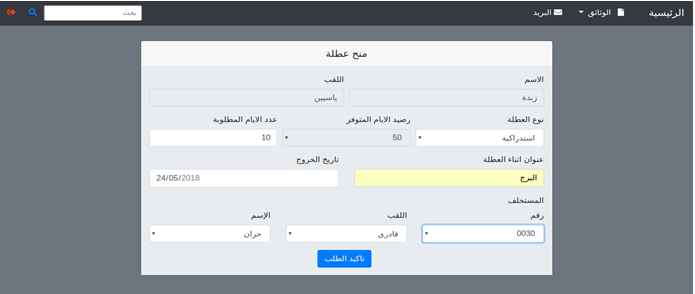 الرئيسية الوثائق البريد بحث
منح عطلة
الاسم اللقب
زبدة ياسيين
نوع العطلة رصيد الايام المتوفر عدد الايام المطلوبة
استدراكية 50 10
عنوان اثناء العطلة تاريخ الخروج
البرج 24/05/2018
المستخلف
رقم اللقب الإسم
0030 قادري حران
تاكيد الطلب